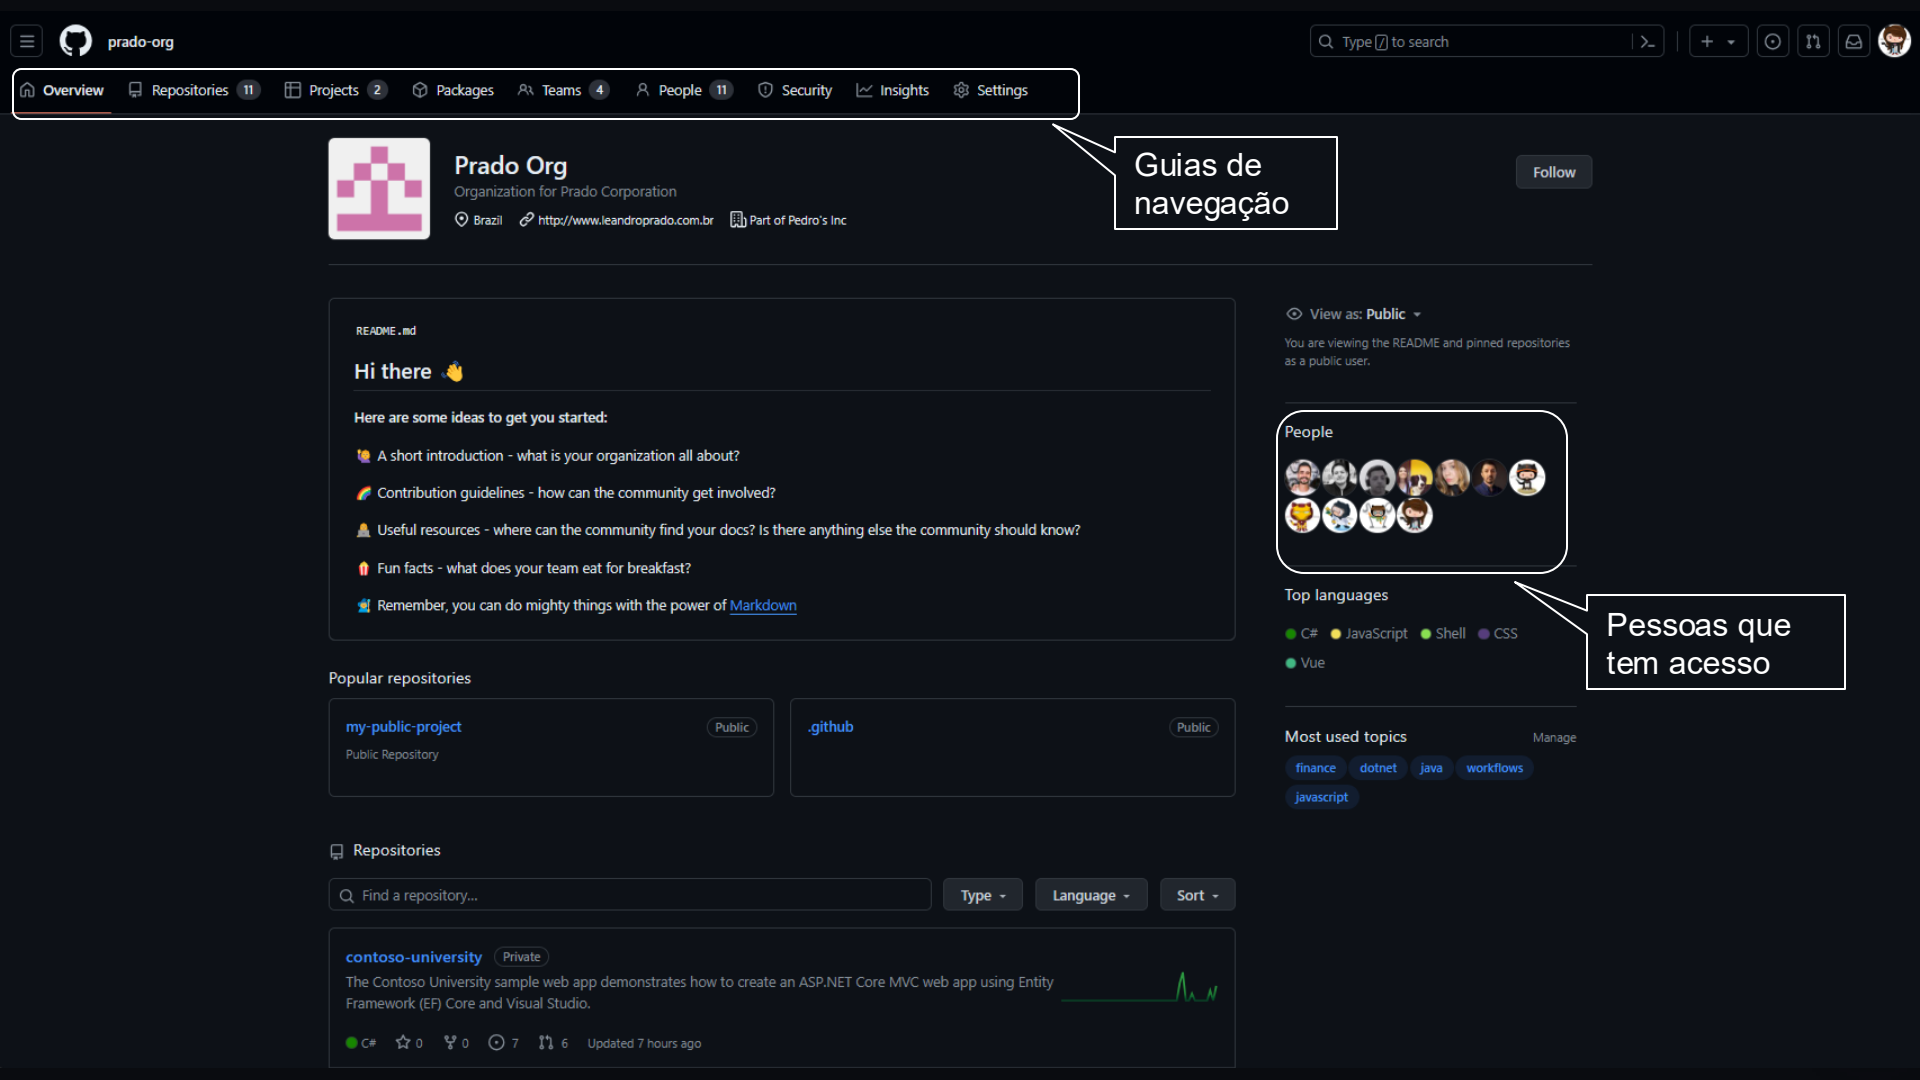 prado-org
Type / to search
Overview
Repositories 11
Projects 2
Packages
Teams 4
People 11
Security
Insights
Settings
Guias de
navegação
Prado Org
Organization for Prado Corporation
Brazil
http://www.leandroprado.com.br
Part of Pedro's Inc
Follow
README.md
Hi there 👋
Here are some ideas to get you started:
🙋 A short introduction - what is your organization all about?
🌈 Contribution guidelines - how can the community get involved?
👩‍💻 Useful resources - where can the community find your docs? Is there anything else the community should know?
🍿 Fun facts - what does your team eat for breakfast?
🧙 Remember, you can do mighty things with the power of Markdown
View as: Public
You are viewing the README and pinned repositories
as a public user.
People
Pessoas que
tem acesso
Top languages
C# JavaScript Shell CSS
Vue
Most used topics
Manage
finance dotnet java workflows
javascript
Popular repositories
my-public-project
Public
Public Repository
.github
Public
Repositories
Find a repository...
Type
Language
Sort
contoso-university
Private
The Contoso University sample web app demonstrates how to create an ASP.NET Core MVC web app using Entity
Framework (EF) Core and Visual Studio.
C# 0 0 7 6 Updated 7 hours ago